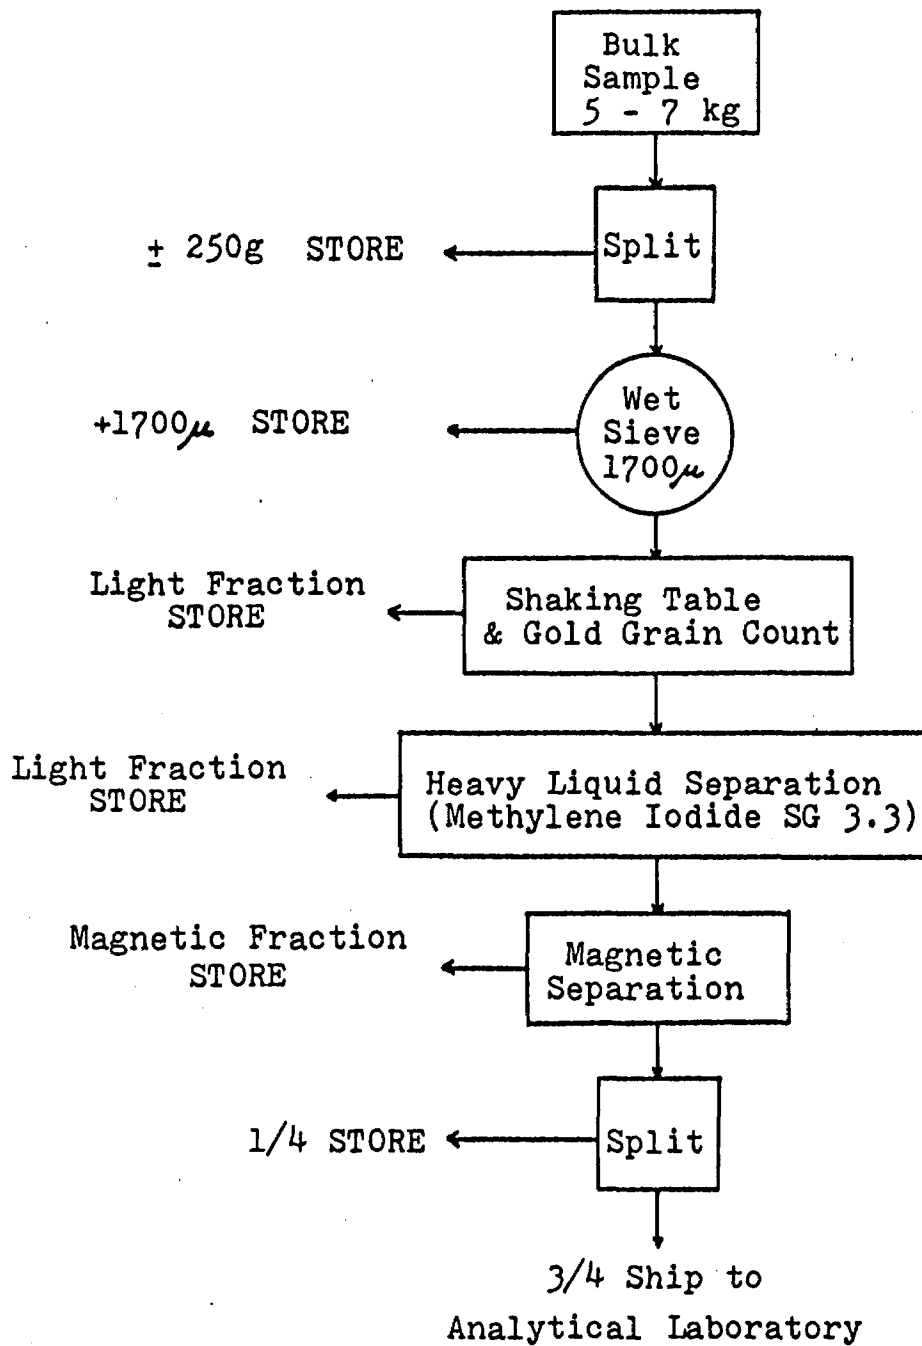 Bulk
Sample
5 - 7 kg
± 250g STORE
Split
+1700μ STORE
Wet
Sieve
1700μ
Light Fraction
STORE
Shaking Table
& Gold Grain Count
Light Fraction
STORE
Heavy Liquid Separation
(Methylene Iodide SG 3.3)
Magnetic Fraction
STORE
Magnetic
Separation
1/4 STORE
Split
3/4 Ship to
Analytical Laboratory